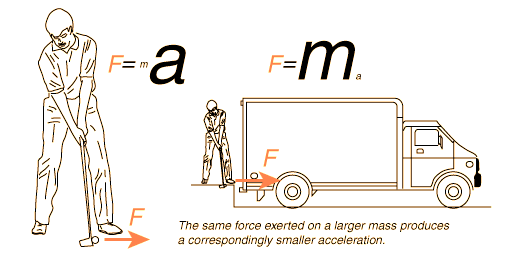 F= m a
F= m a
F
F
The same force exerted on a larger mass produces
a correspondingly smaller acceleration.